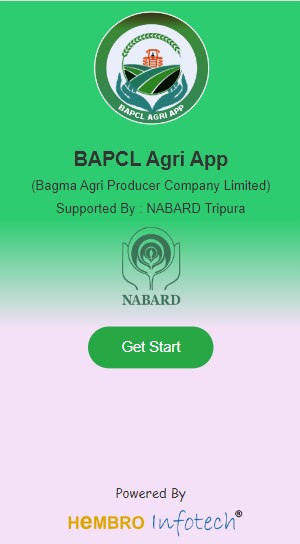 BAPCL AGRI APP
BAPCL Agri App
(Bagma Agri Producer Company Limited)
Supported By : NABARD Tripura
NABARD
Get Start
Powered By
HeMBRO Infotech®